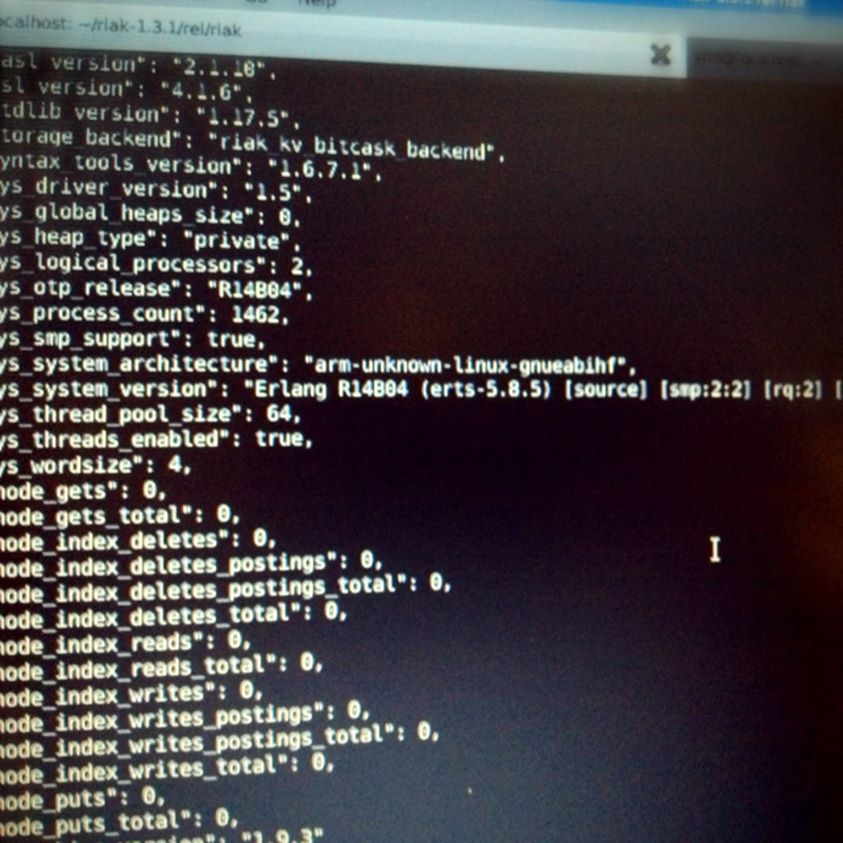 Help
ocalhost: ~/riak-1.3.1/rel/riak
asl_version": "2.1.10",
sl_version": "4.1.6",
tdlib_version": "1.17.5",
torage_backend": "riak_kv_bitcask_backend",
yntax_tools_version": "1.6.7.1",
ys_driver_version": "1.5",
ys_global_heaps_size": 0,
ys_heap_type": "private",
ys_logical_processors": 2,
ys_otp_release": "R14B04",
ys_process_count": 1462,
ys_smp_support": true,
ys_system_architecture": "arm-unknown-linux-gnueabihf",
ys_system_version": "Erlang R14B04 (erts-5.8.5) [source] [smp:2:2] [rq:2] [
ys_thread_pool_size": 64,
ys_threads_enabled": true,
ys_wordsize": 4,
node_gets": 0,
node_gets_total": 0,
node_index_deletes": 0,
node_index_deletes_postings": 0,
node_index_deletes_postings_total": 0,
node_index_deletes_total": 0,
node_index_reads": 0,
node_index_reads_total": 0,
node_index_writes": 0,
node_index_writes_postings": 0,
node_index_writes_postings_total": 0,
node_index_writes_total": 0,
node_puts": 0,
node_puts_total": 0,
version": "1.9.3"